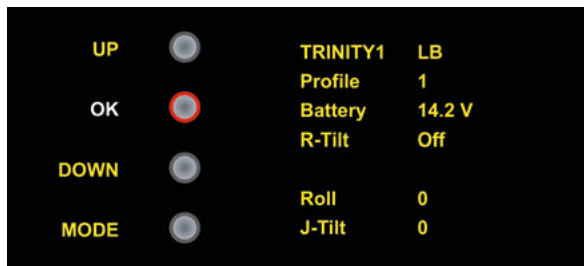 UP
OK
DOWN
MODE
TRINITY1 LB
Profile 1
Battery 14.2 V
R-Tilt Off
Roll 0
J-Tilt 0